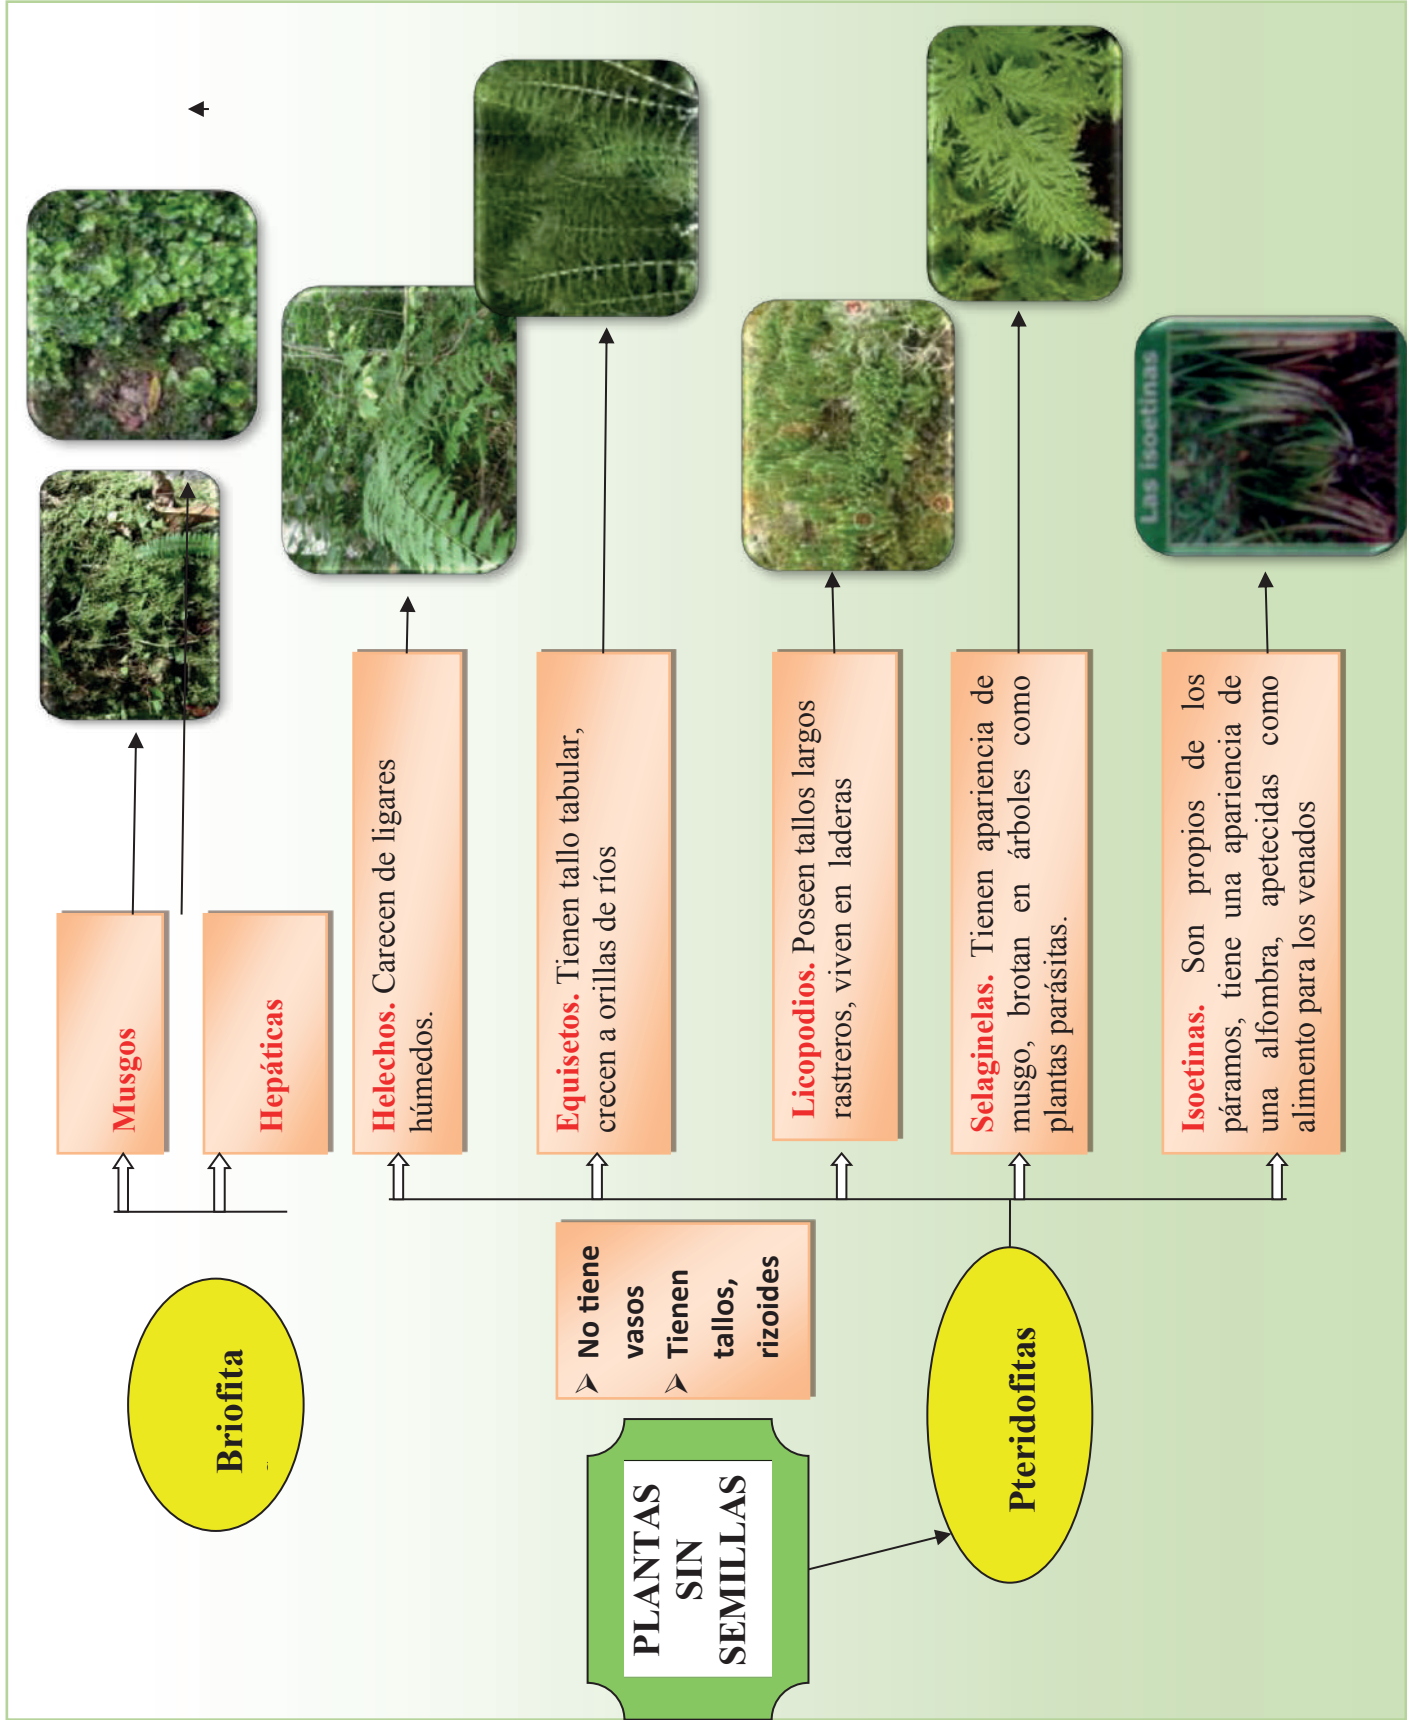 PLANTAS
SIN
SEMILLAS
Briofita
Musgos
Hepáticas
➢ No tiene
vasos
➢ Tienen
tallos,
rizoides
Pteridofitas
Helechos. Carecen de ligares
húmedos.
Equisetos. Tienen tallo tabular,
crecen a orillas de ríos
Licopodios. Poseen tallos largos
rastreros, viven en laderas
Selaginelas. Tienen apariencia de
musgo, brotan en árboles como
plantas parásitas.
Isoetinas. Son propios de los
páramos, tiene una apariencia de
una alfombra, apetecidas como
alimento para los venados
Las isoetinas